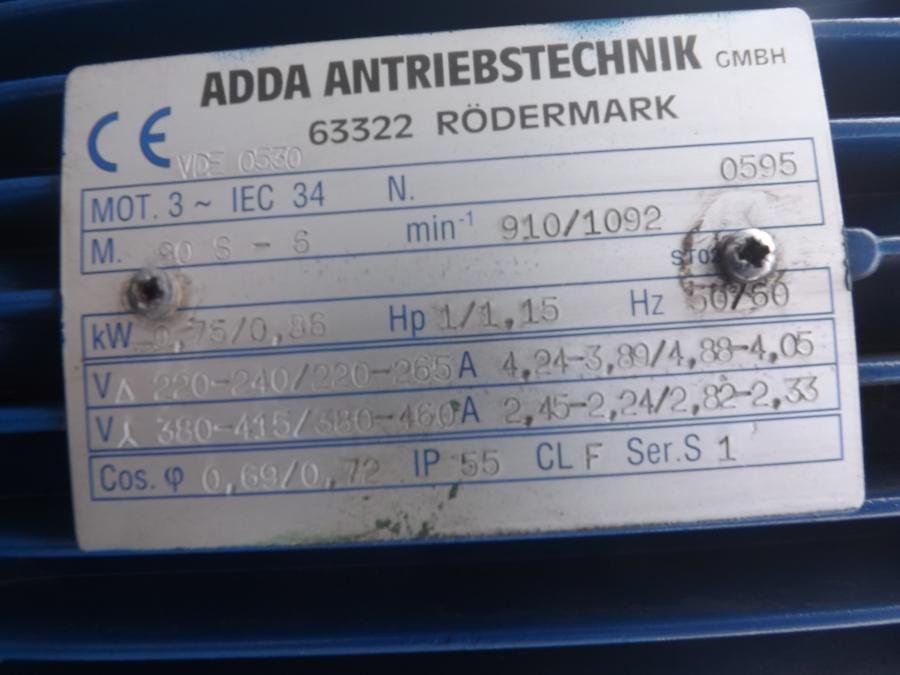 ADDA ANTRIEBSTECHNIK GMBH
63322 RÖDERMARK
CE VDE 0530
MOT. 3 ~ IEC 34 N. 0595
M. 90 S - 6 min⁻¹ 910/1092
ST02
kW 0,75/0,86 Hp 1/1,15 Hz 50/60
V Δ 220-240/220-265 A 4,24-3,89/4,88-4,05
V 380-415/380-460 A 2,45-2,24/2,82-2,33
Cos. φ 0,69/0,72 IP 55 CL F Ser.S 1